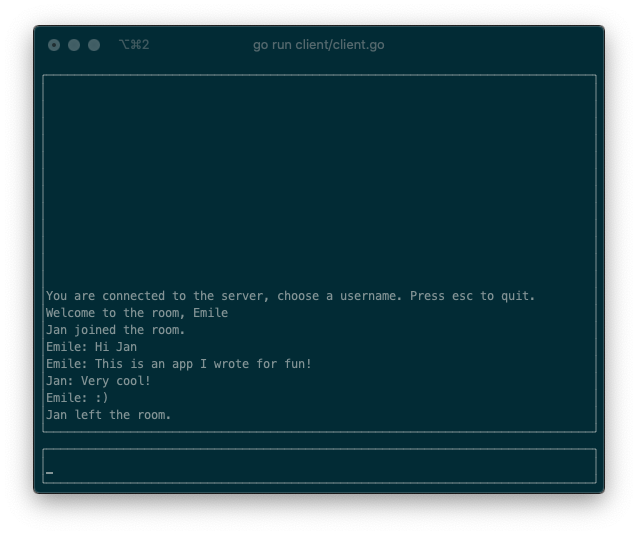 ⌥⌘2 go run client/client.go
You are connected to the server, choose a username. Press esc to quit.
Welcome to the room, Emile
Jan joined the room.
Emile: Hi Jan
Emile: This is an app I wrote for fun!
Jan: Very cool!
Emile: :)
Jan left the room.